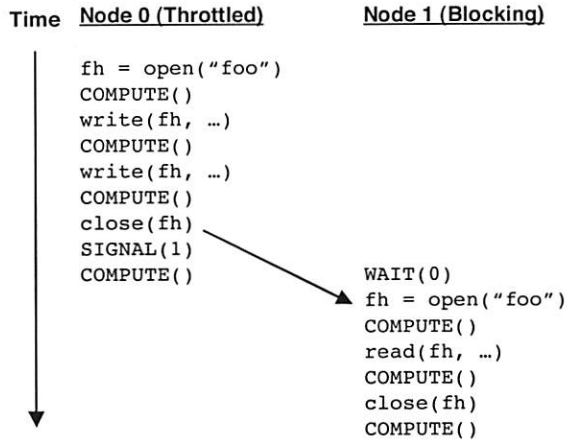 Time
Node 0 (Throttled)
fh = open(“foo”)
COMPUTE()
write(fh, …)
COMPUTE()
write(fh, …)
COMPUTE()
close(fh)
SIGNAL(1)
COMPUTE()
Node 1 (Blocking)
WAIT(0)
fh = open(“foo”)
COMPUTE()
read(fh, …)
COMPUTE()
close(fh)
COMPUTE()